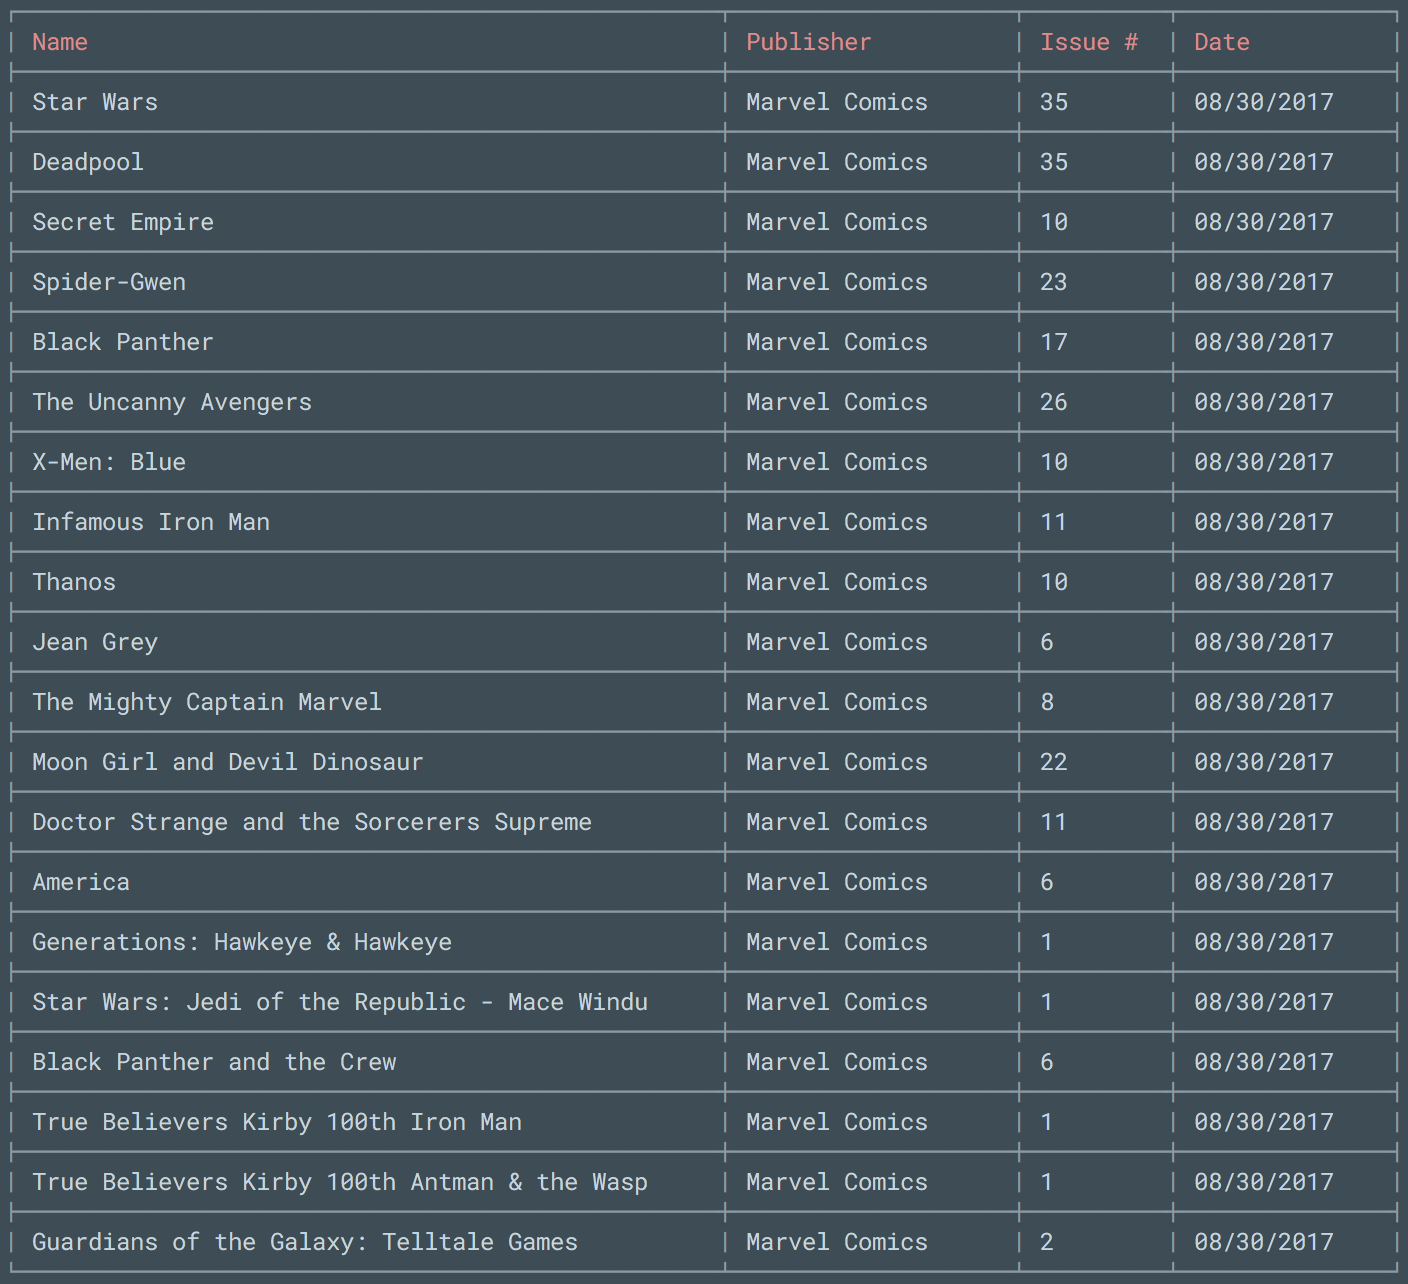 Name Publisher Issue # Date
Star Wars Marvel Comics 35 08/30/2017
Deadpool Marvel Comics 35 08/30/2017
Secret Empire Marvel Comics 10 08/30/2017
Spider-Gwen Marvel Comics 23 08/30/2017
Black Panther Marvel Comics 17 08/30/2017
The Uncanny Avengers Marvel Comics 26 08/30/2017
X-Men: Blue Marvel Comics 10 08/30/2017
Infamous Iron Man Marvel Comics 11 08/30/2017
Thanos Marvel Comics 10 08/30/2017
Jean Grey Marvel Comics 6 08/30/2017
The Mighty Captain Marvel Marvel Comics 8 08/30/2017
Moon Girl and Devil Dinosaur Marvel Comics 22 08/30/2017
Doctor Strange and the Sorcerers Supreme Marvel Comics 11 08/30/2017
America Marvel Comics 6 08/30/2017
Generations: Hawkeye & Hawkeye Marvel Comics 1 08/30/2017
Star Wars: Jedi of the Republic - Mace Windu Marvel Comics 1 08/30/2017
Black Panther and the Crew Marvel Comics 6 08/30/2017
True Believers Kirby 100th Iron Man Marvel Comics 1 08/30/2017
True Believers Kirby 100th Antman & the Wasp Marvel Comics 1 08/30/2017
Guardians of the Galaxy: Telltale Games Marvel Comics 2 08/30/2017